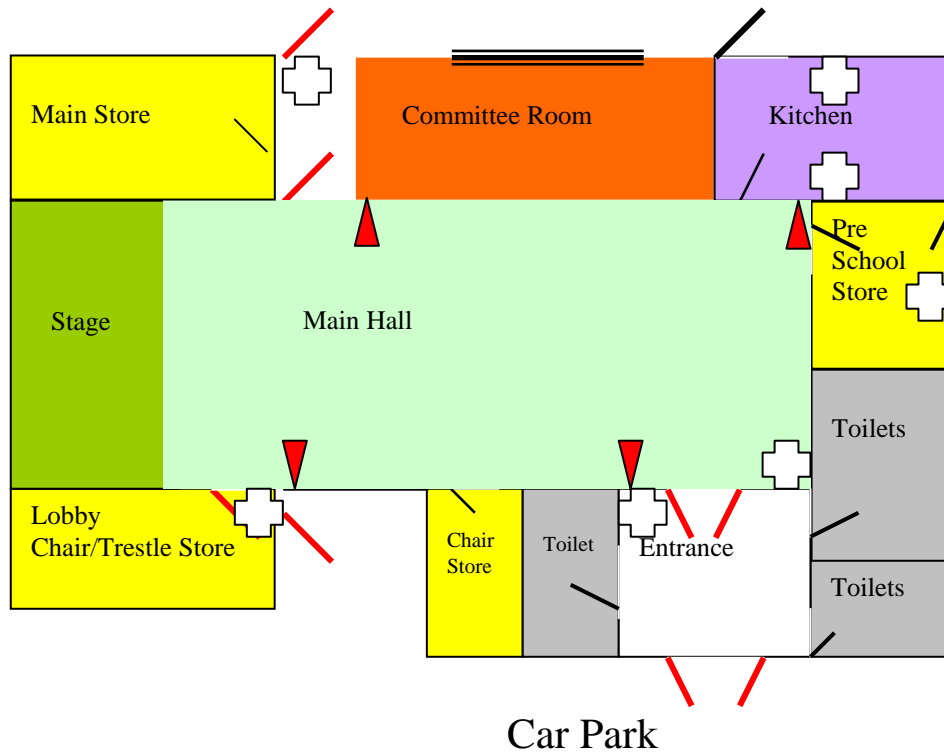 Main Store
Committee Room
Kitchen
Pre
School
Store
Stage
Main Hall
Toilets
Lobby
Chair/Trestle Store
Chair
Store
Toilet
Entrance
Toilets
Car Park